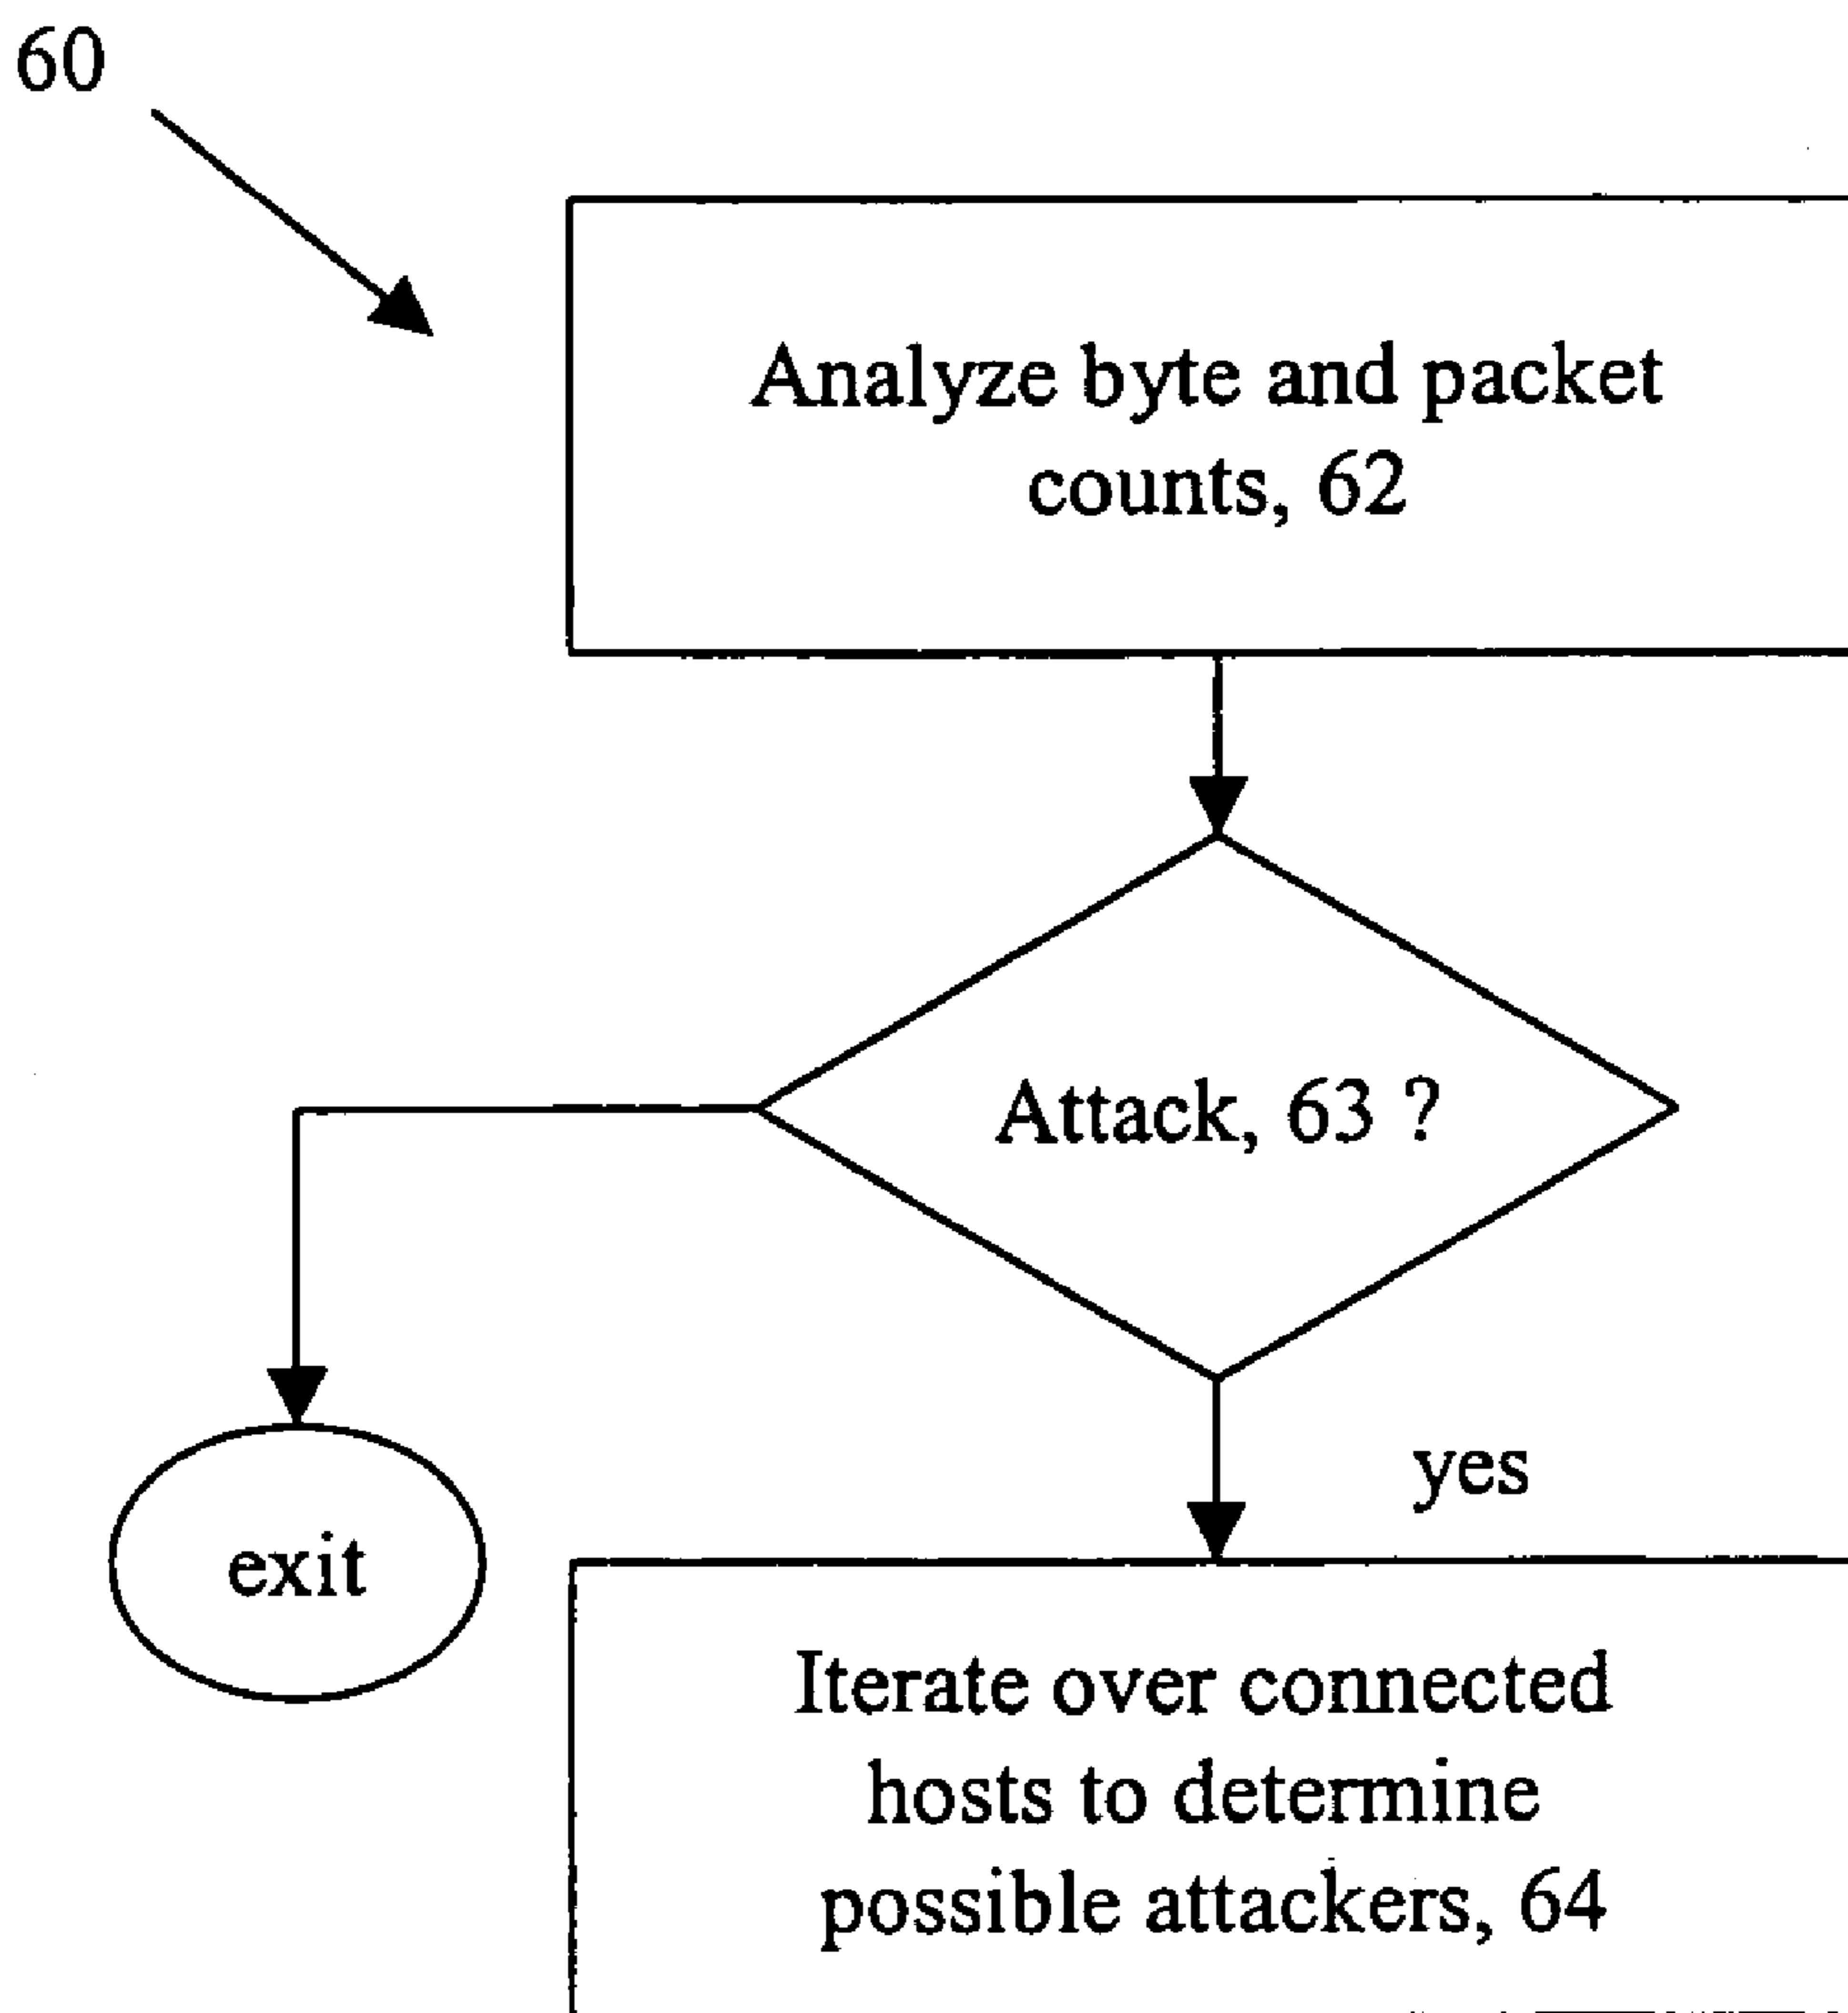 60
Analyze byte and packet
counts, 62
Attack, 63 ?
yes
exit
Iterate over connected
hosts to determine
possible attackers, 64